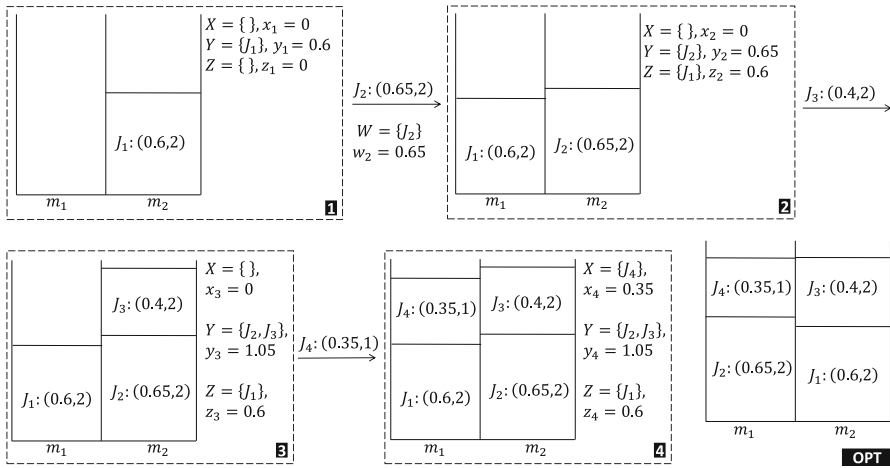 X = { }, x₁ = 0
Y = {J₁}, y₁ = 0.6
Z = { }, z₁ = 0
J₁: (0.6,2)
m₁ m₂
1
J₂: (0.65,2)
W = {J₂}
w₂ = 0.65
X = { }, x₂ = 0
Y = {J₂}, y₂ = 0.65
Z = {J₁}, z₂ = 0.6
J₁: (0.6,2) J₂: (0.65,2)
m₁ m₂
2
J₃: (0.4,2)
X = { },
x₃ = 0
J₃: (0.4,2)
Y = {J₂, J₃},
y₃ = 1.05
J₁: (0.6,2) J₂: (0.65,2)
Z = {J₁},
z₃ = 0.6
m₁ m₂
3
J₄: (0.35,1)
X = {J₄},
x₄ = 0.35
J₄: (0.35,1) J₃: (0.4,2)
Y = {J₂, J₃},
y₄ = 1.05
J₁: (0.6,2) J₂: (0.65,2)
Z = {J₁},
z₄ = 0.6
m₁ m₂
4
J₄: (0.35,1) J₃: (0.4,2)
J₂: (0.65,2) J₁: (0.6,2)
m₁ m₂
OPT